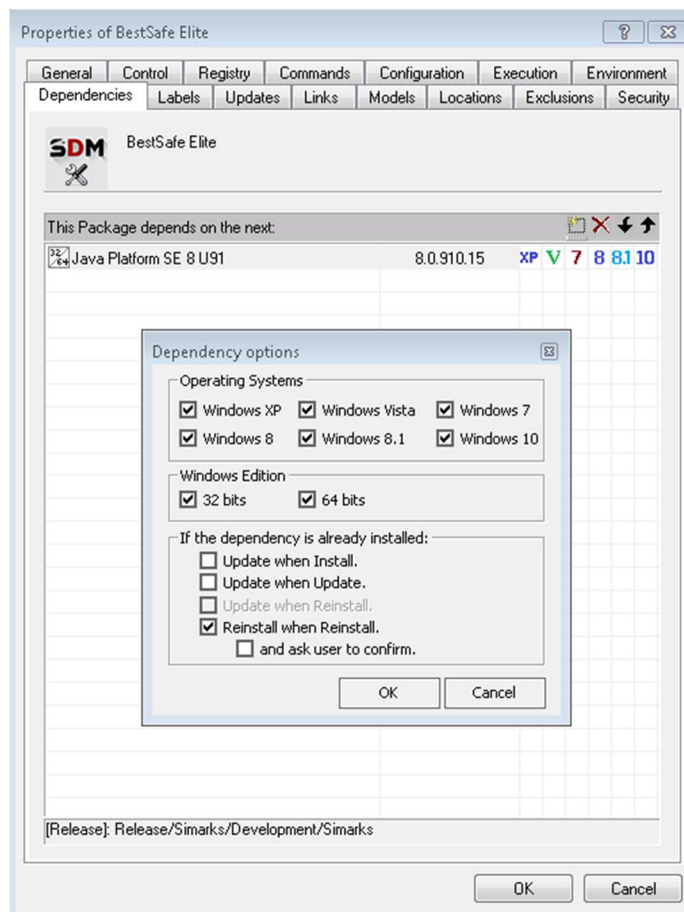 Properties of BestSafe Elite
General Control Registry Commands Configuration Execution Environment
Dependencies Labels Updates Links Models Locations Exclusions Security
SDM
BestSafe Elite
This Package depends on the next:
32/64 Java Platform SE 8 U91 8.0.910.15 XP V 7 8 8.1 10
Dependency options
Operating Systems
Windows XP Windows Vista Windows 7
Windows 8 Windows 8.1 Windows 10
Windows Edition
32 bits 64 bits
If the dependency is already installed:
Update when Install.
Update when Update.
Update when Reinstall.
Reinstall when Reinstall.
and ask user to confirm.
OK Cancel
[Release]: Release/Simarks/Development/Simarks
OK Cancel